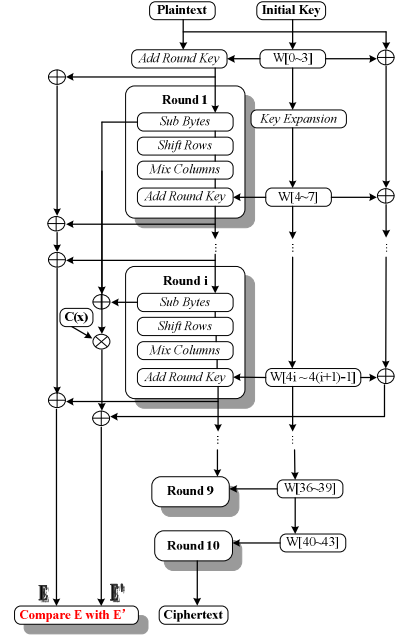 Plaintext
Initial Key
Add Round Key
W[0~3]
Round 1
Sub Bytes
Key Expansion
Shift Rows
Mix Columns
Add Round Key
W[4~7]
Round i
Sub Bytes
C(x)
Shift Rows
Mix Columns
Add Round Key
W[4i ~4(i+1)-1]
Round 9
W[36~39]
Round 10
W[40~43]
E
E'
Compare E with E’
Ciphertext